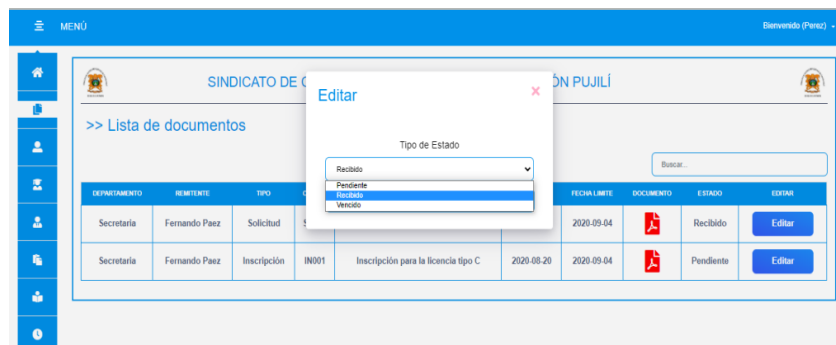 MENÚ
Bienvenido (Perez)
SINDICATO DE
ÓN PUJILÍ
Editar
×
>> Lista de documentos
Tipo de Estado
Buscar...
Recibido
Pendiente
Recibido
Vencido
DEPARTAMENTO REMITENTE TIPO FECHA LIMITE DOCUMENTO ESTADO EDITAR
Secretaria Fernando Paez Solicitud 2020-09-04 Recibido Editar
Secretaria Fernando Paez Inscripción IN001 Inscripción para la licencia tipo C 2020-08-20 2020-09-04 Pendiente Editar